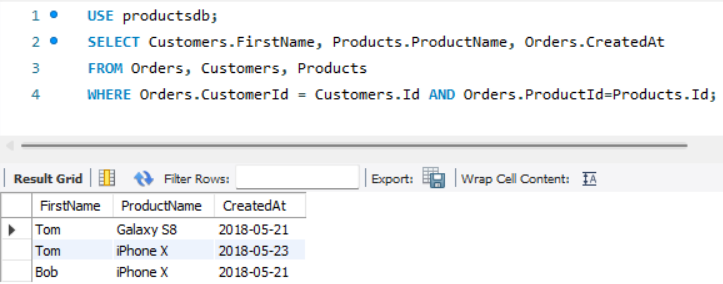 1 USE productsdb;
2 SELECT Customers.FirstName, Products.ProductName, Orders.CreatedAt
3 FROM Orders, Customers, Products
4 WHERE Orders.CustomerId = Customers.Id AND Orders.ProductId=Products.Id;
Result Grid Filter Rows: Export: Wrap Cell Content: IA
FirstName ProductName CreatedAt
Tom Galaxy S8 2018-05-21
Tom iPhone X 2018-05-23
Bob iPhone X 2018-05-21